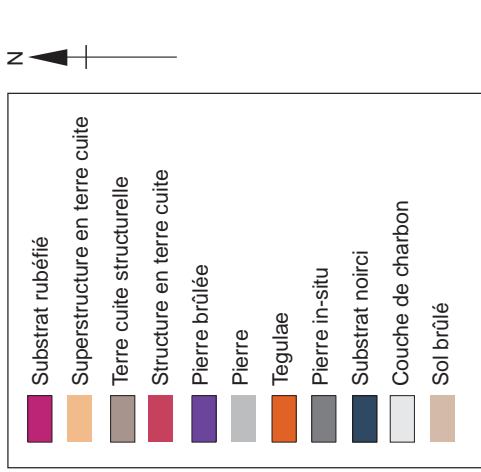 N
Substrat rubéfié
Superstructure en terre cuite
Terre cuite structurelle
Structure en terre cuite
Pierre brûlée
Pierre
Tegulae
Pierre in-situ
Substrat noirci
Couche de charbon
Sol brûlé